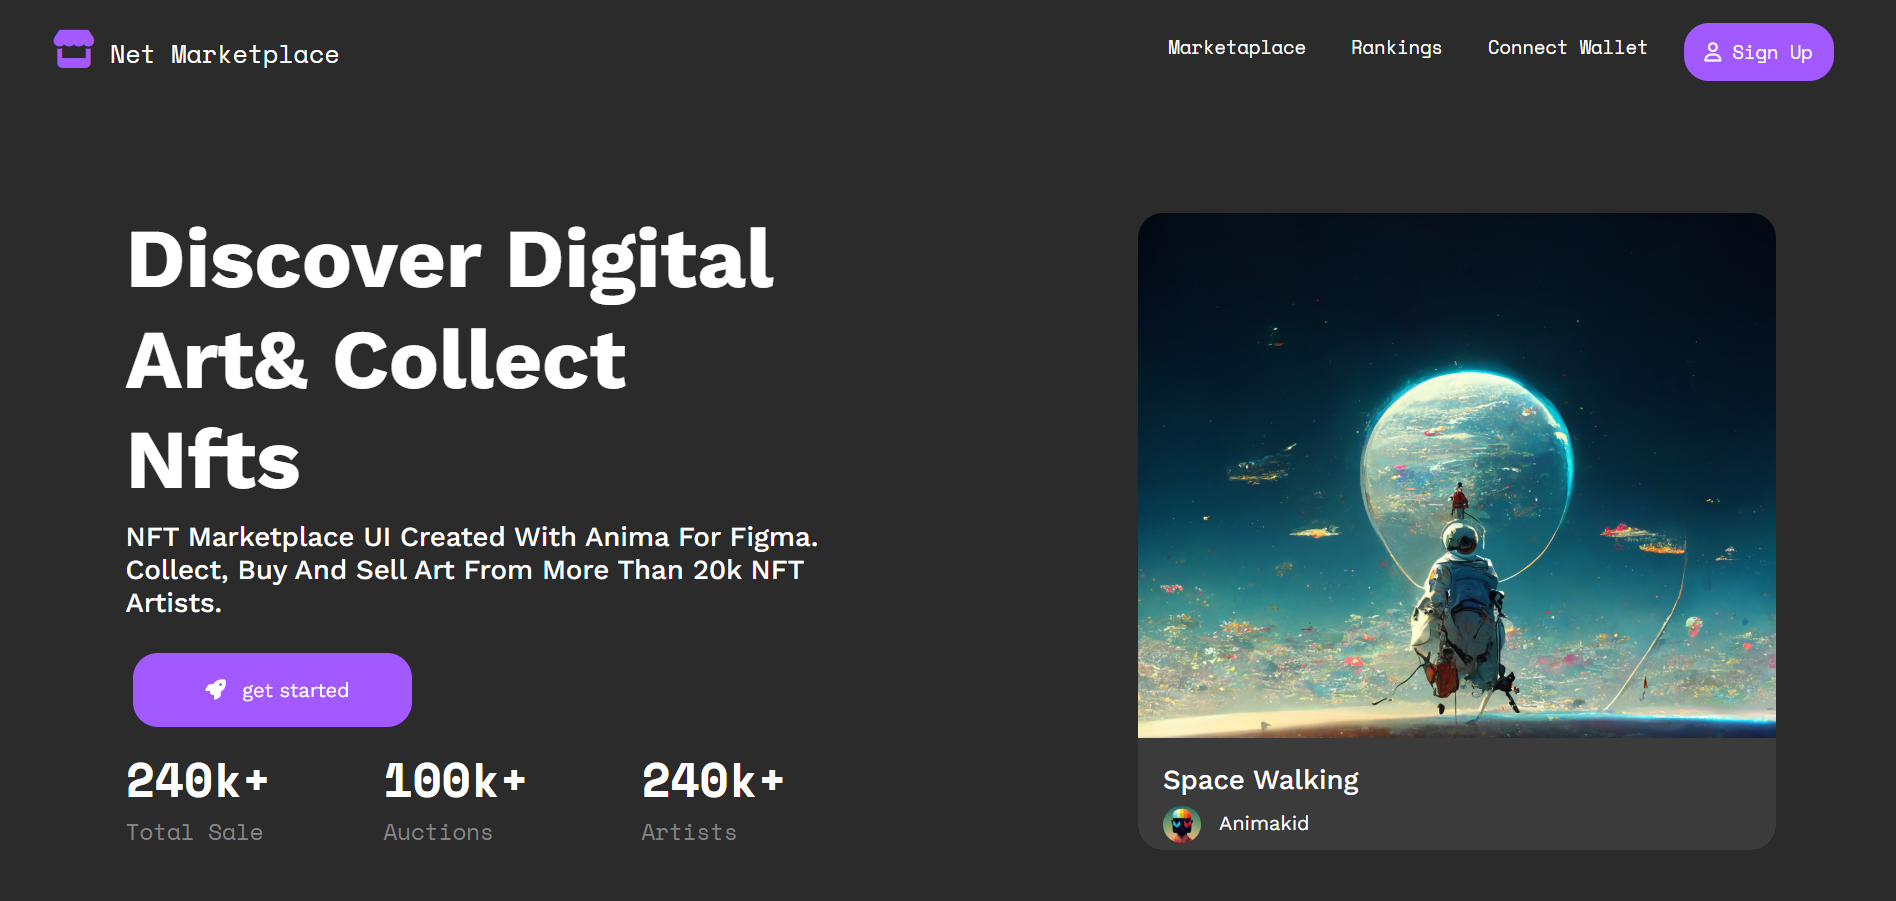 Net Marketplace
Marketaplace
Rankings
Connect Wallet
Sign Up
Discover Digital
Art& Collect
Nfts
NFT Marketplace UI Created With Anima For Figma.
Collect, Buy And Sell Art From More Than 20k NFT
Artists.
get started
240k+
100k+
240k+
Total Sale
Auctions
Artists
Space Walking
Animakid